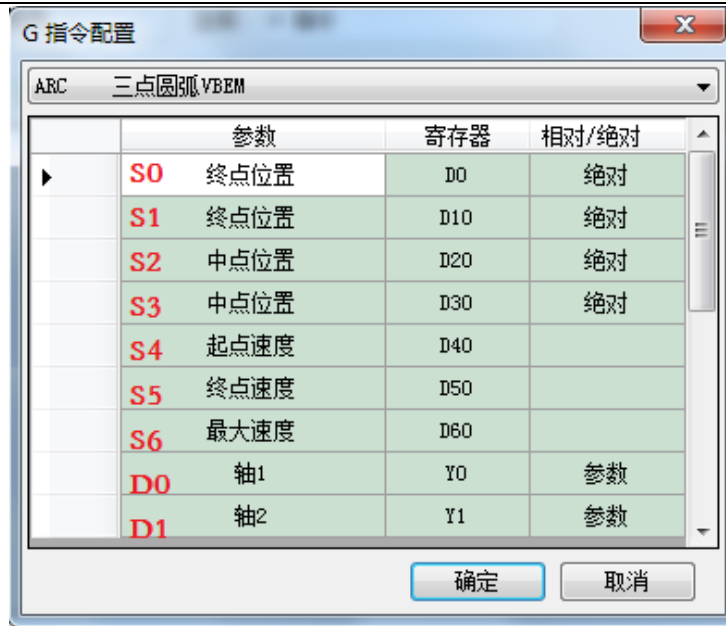 G 指令配置
ARC 三点圆弧VBEM
参数 寄存器 相对/绝对
S0 终点位置 D0 绝对
S1 终点位置 D10 绝对
S2 中点位置 D20 绝对
S3 中点位置 D30 绝对
S4 起点速度 D40
S5 终点速度 D50
S6 最大速度 D60
D0 轴1 Y0 参数
D1 轴2 Y1 参数
确定 取消